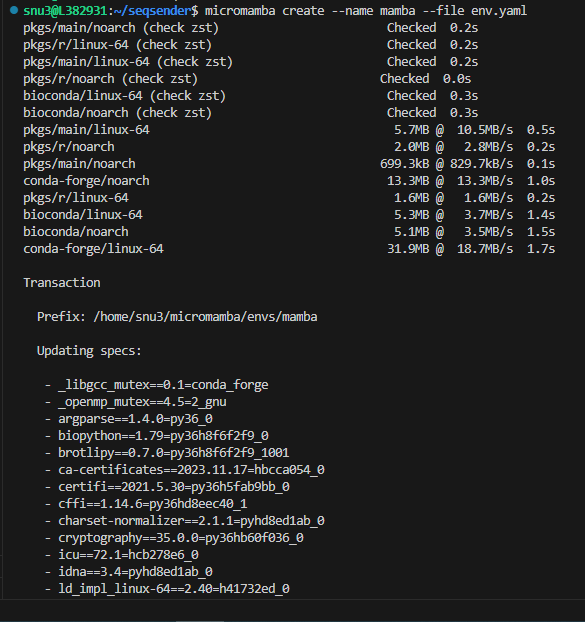 snu3@L382931:~/seqsender$ micromamba create --name mamba --file env.yaml
pkgs/main/noarch (check zst) Checked 0.2s
pkgs/r/linux-64 (check zst) Checked 0.2s
pkgs/main/linux-64 (check zst) Checked 0.2s
pkgs/r/noarch (check zst) Checked 0.0s
bioconda/linux-64 (check zst) Checked 0.3s
bioconda/noarch (check zst) Checked 0.3s
pkgs/main/linux-64 5.7MB @ 10.5MB/s 0.5s
pkgs/r/noarch 2.0MB @ 2.8MB/s 0.2s
pkgs/main/noarch 699.3kB @ 829.7kB/s 0.1s
conda-forge/noarch 13.3MB @ 13.3MB/s 1.0s
pkgs/r/linux-64 1.6MB @ 1.6MB/s 0.2s
bioconda/linux-64 5.3MB @ 3.7MB/s 1.4s
bioconda/noarch 5.1MB @ 3.5MB/s 1.5s
conda-forge/linux-64 31.9MB @ 18.7MB/s 1.7s
Transaction
Prefix: /home/snu3/micromamba/envs/mamba
Updating specs:
- _libgcc_mutex==0.1=conda_forge
- _openmp_mutex==4.5=2_gnu
- argparse==1.4.0=py36_0
- biopython==1.79=py36h8f6f2f9_0
- brotlipy==0.7.0=py36h8f6f2f9_1001
- ca-certificates==2023.11.17=hbcca054_0
- certifi==2021.5.30=py36h5fab9bb_0
- cffi==1.14.6=py36hd8eec40_1
- charset-normalizer==2.1.1=pyhd8ed1ab_0
- cryptography==35.0.0=py36hb60f036_0
- icu==72.1=hcb278e6_0
- idna==3.4=pyhd8ed1ab_0
- ld_impl_linux-64==2.40=h41732ed_0